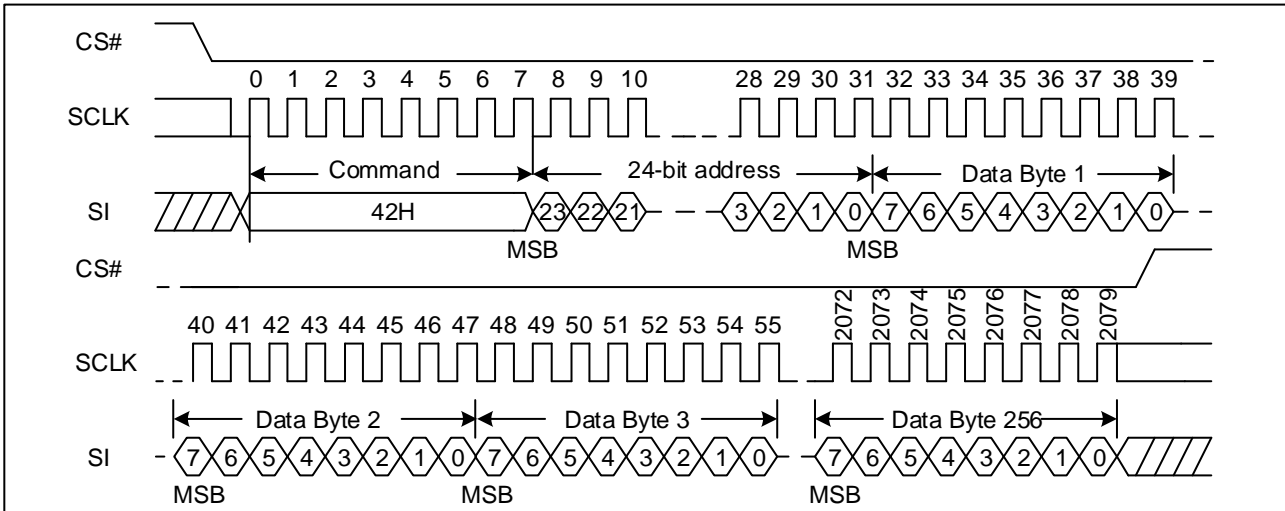 CS#
0 1 2 3 4 5 6 7 8 9 10 28 29 30 31 32 33 34 35 36 37 38 39
SCLK
Command 24-bit address Data Byte 1
SI 42H 23 22 21 3 2 1 0 7 6 5 4 3 2 1 0
MSB MSB
CS#
40 41 42 43 44 45 46 47 48 49 50 51 52 53 54 55 2072 2073 2074 2075 2076 2077 2078 2079
SCLK
Data Byte 2 Data Byte 3 Data Byte 256
SI 7 6 5 4 3 2 1 0 7 6 5 4 3 2 1 0 7 6 5 4 3 2 1 0
MSB MSB MSB